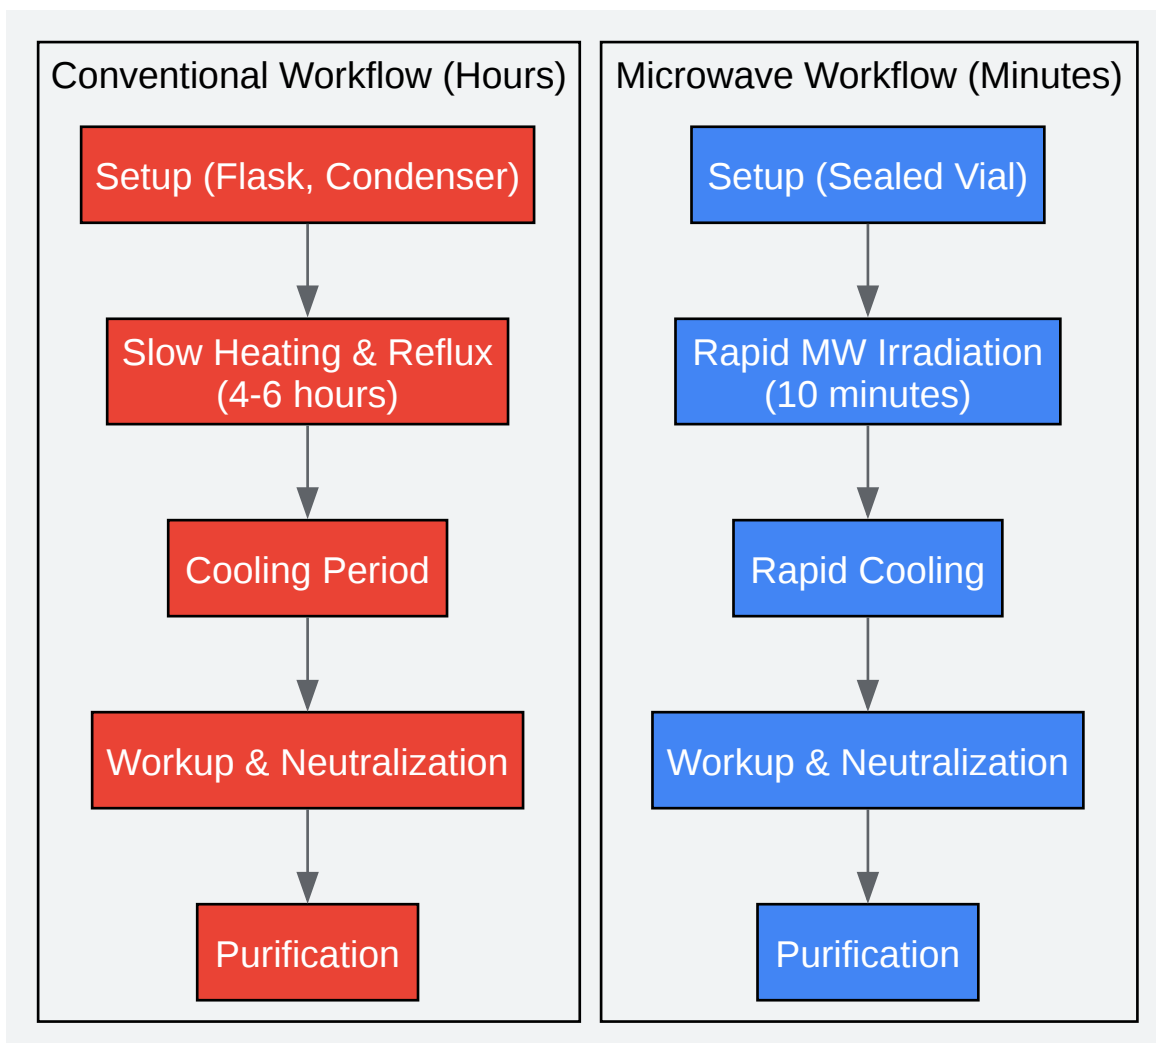 Conventional Workflow (Hours)
Setup (Flask, Condenser)
Slow Heating & Reflux
(4-6 hours)
Cooling Period
Workup & Neutralization
Purification
Microwave Workflow (Minutes)
Setup (Sealed Vial)
Rapid MW Irradiation
(10 minutes)
Rapid Cooling
Workup & Neutralization
Purification